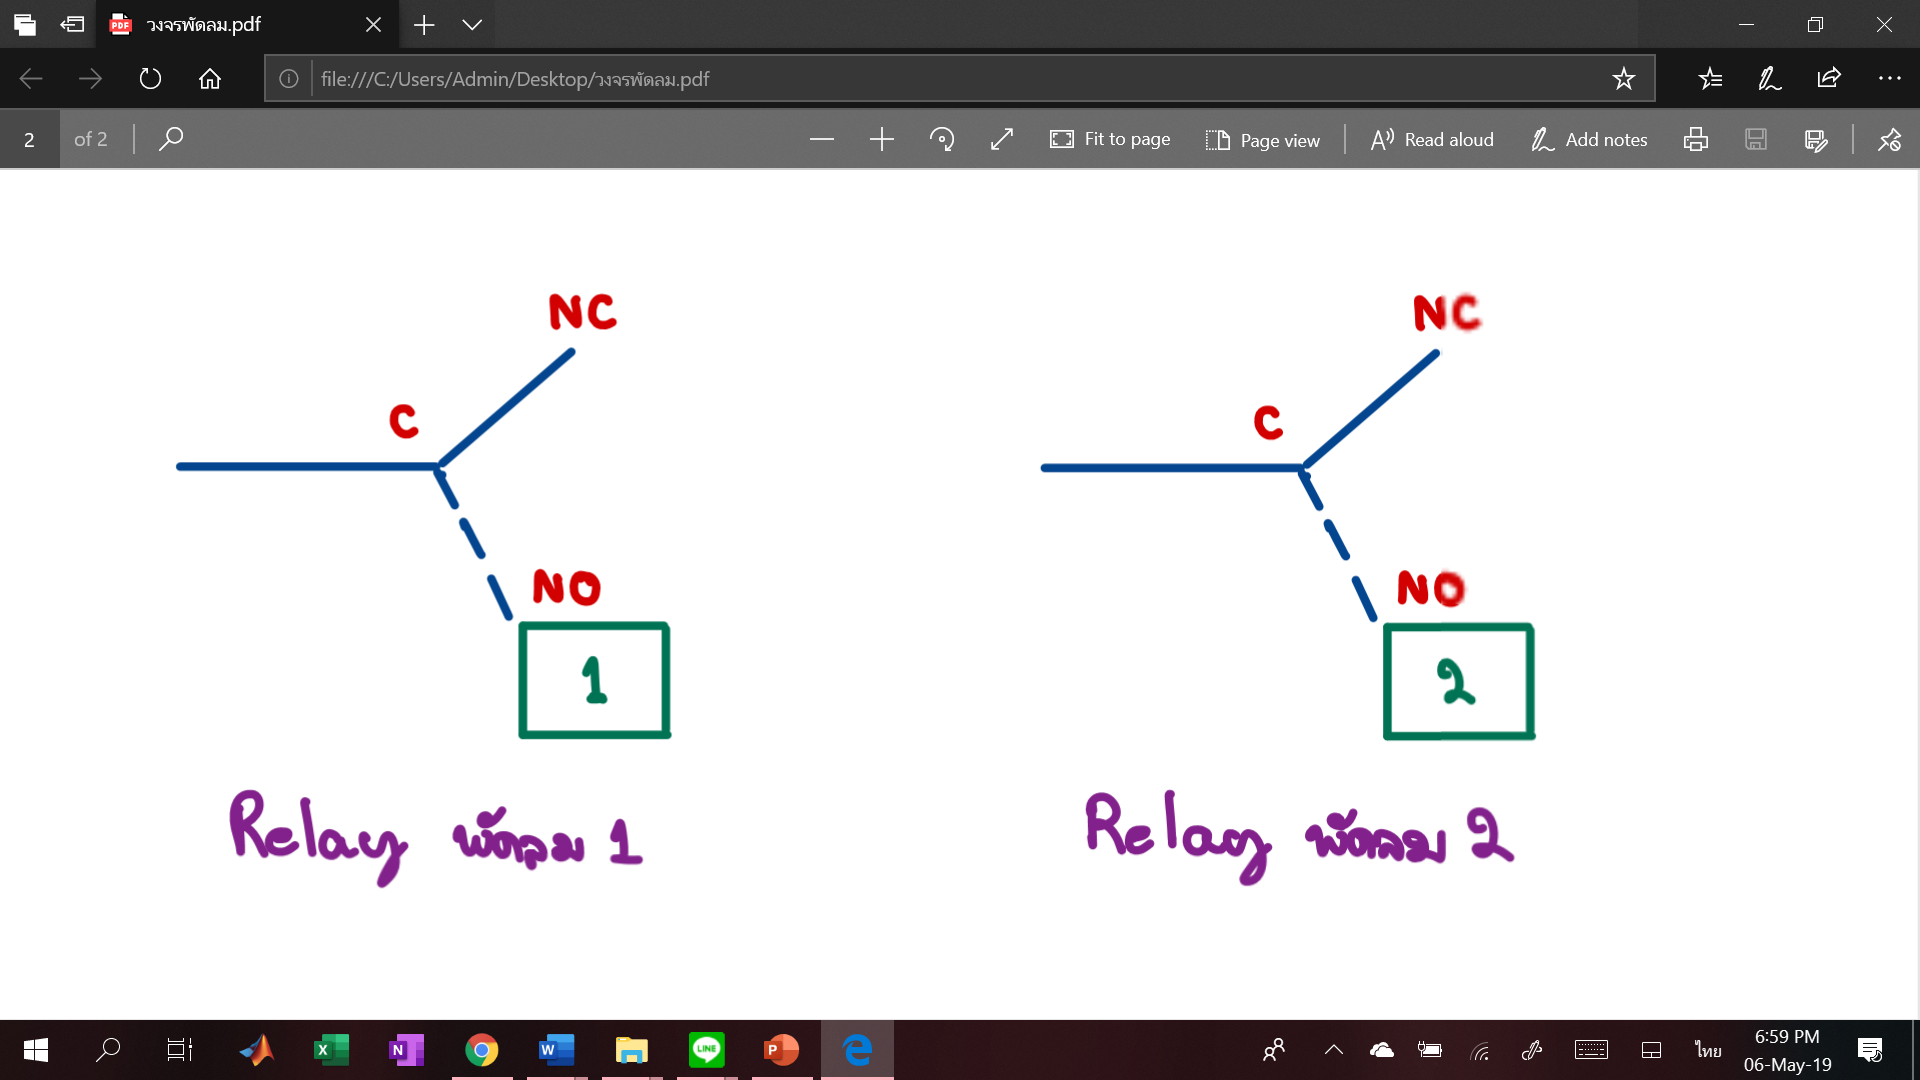 วงจรพัดลม.pdf
file:///C:/Users/Admin/Desktop/วงจรพัดลม.pdf
2 of 2 Fit to page Page view Read aloud Add notes
NC NC
C C
NO NO
1 2
Relay พัดลม 1 Relay พัดลม 2
LINE
ไทย
6:59 PM
06-May-19